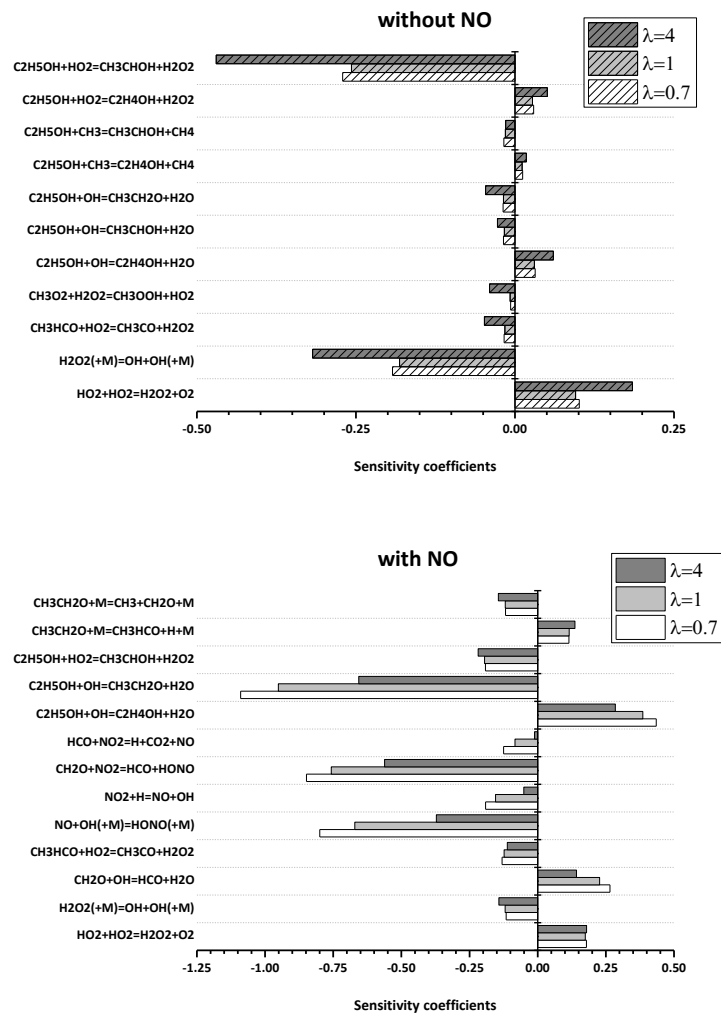 without NO
λ=4
λ=1
λ=0.7
C2H5OH+HO2=CH3CHOH+H2O2
C2H5OH+HO2=C2H4OH+H2O2
C2H5OH+CH3=CH3CHOH+CH4
C2H5OH+CH3=C2H4OH+CH4
C2H5OH+OH=CH3CH2O+H2O
C2H5OH+OH=CH3CHOH+H2O
C2H5OH+OH=C2H4OH+H2O
CH3O2+H2O2=CH3OOH+HO2
CH3HCO+HO2=CH3CO+H2O2
H2O2(+M)=OH+OH(+M)
HO2+HO2=H2O2+O2
-0.50 -0.25 0.00 0.25
Sensitivity coefficients
with NO
λ=4
λ=1
λ=0.7
CH3CH2O+M=CH3+CH2O+M
CH3CH2O+M=CH3HCO+H+M
C2H5OH+HO2=CH3CHOH+H2O2
C2H5OH+OH=CH3CH2O+H2O
C2H5OH+OH=C2H4OH+H2O
HCO+NO2=H+CO2+NO
CH2O+NO2=HCO+HONO
NO2+H=NO+OH
NO+OH(+M)=HONO(+M)
CH3HCO+HO2=CH3CO+H2O2
CH2O+OH=HCO+H2O
H2O2(+M)=OH+OH(+M)
HO2+HO2=H2O2+O2
-1.25 -1.00 -0.75 -0.50 -0.25 0.00 0.25 0.50
Sensitivity coefficients